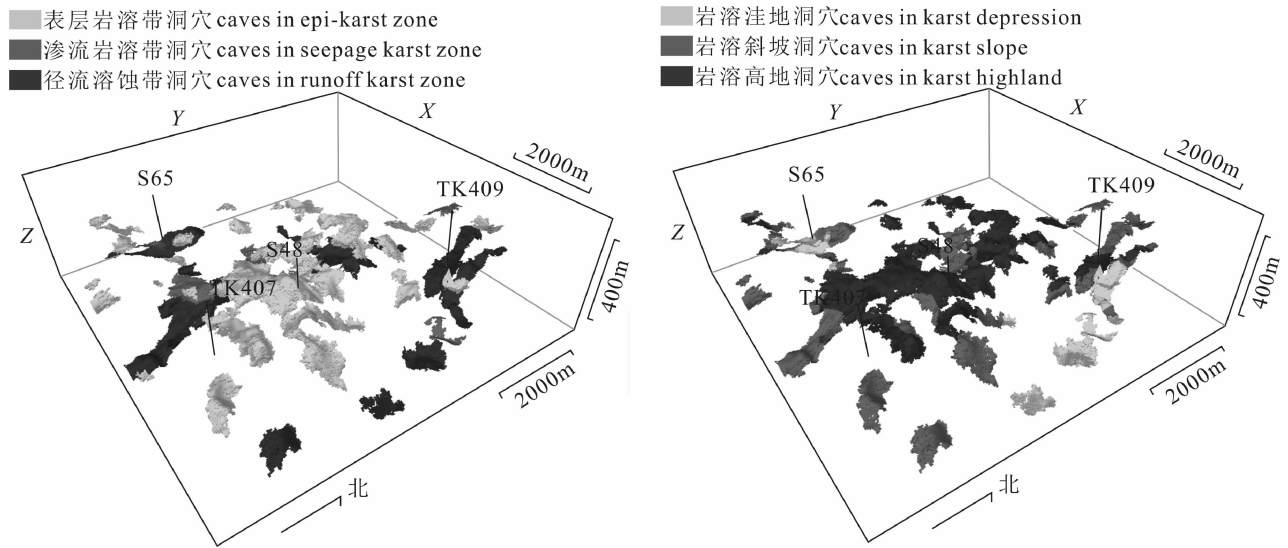 表层岩溶带洞穴 caves in epi-karst zone
渗流岩溶带洞穴 caves in seepage karst zone
径流溶蚀带洞穴 caves in runoff karst zone
Y
X
Z
2000m
S65
TK409
S48
TK407
400m
2000m
北
岩溶洼地洞穴caves in karst depression
岩溶斜坡洞穴caves in karst slope
岩溶高地洞穴caves in karst highland
Y
X
Z
2000m
S65
TK409
S48
TK407
400m
2000m
北